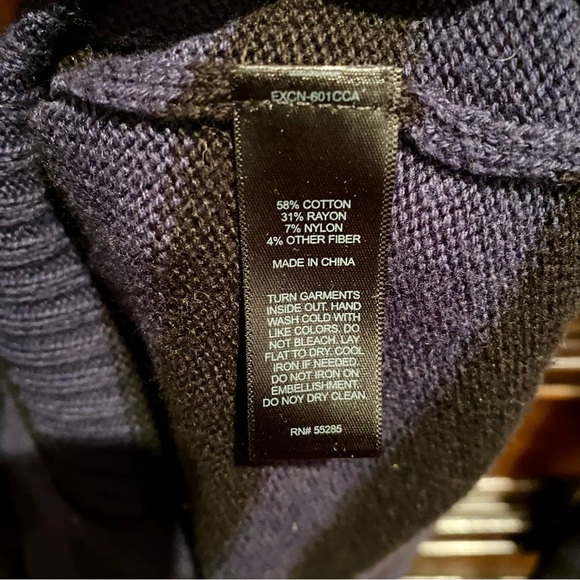 EXCN-601CCA
58% COTTON
31% RAYON
7% NYLON
4% OTHER FIBER
MADE IN CHINA
TURN GARMENTS
INSIDE OUT. HAND
WASH COLD WITH
LIKE COLORS. DO
NOT BLEACH. LAY
FLAT TO DRY. COOL
IRON IF NEEDED.
DO NOT IRON ON
EMBELLISHMENT.
DO NOY DRY CLEAN.
RN# 55285